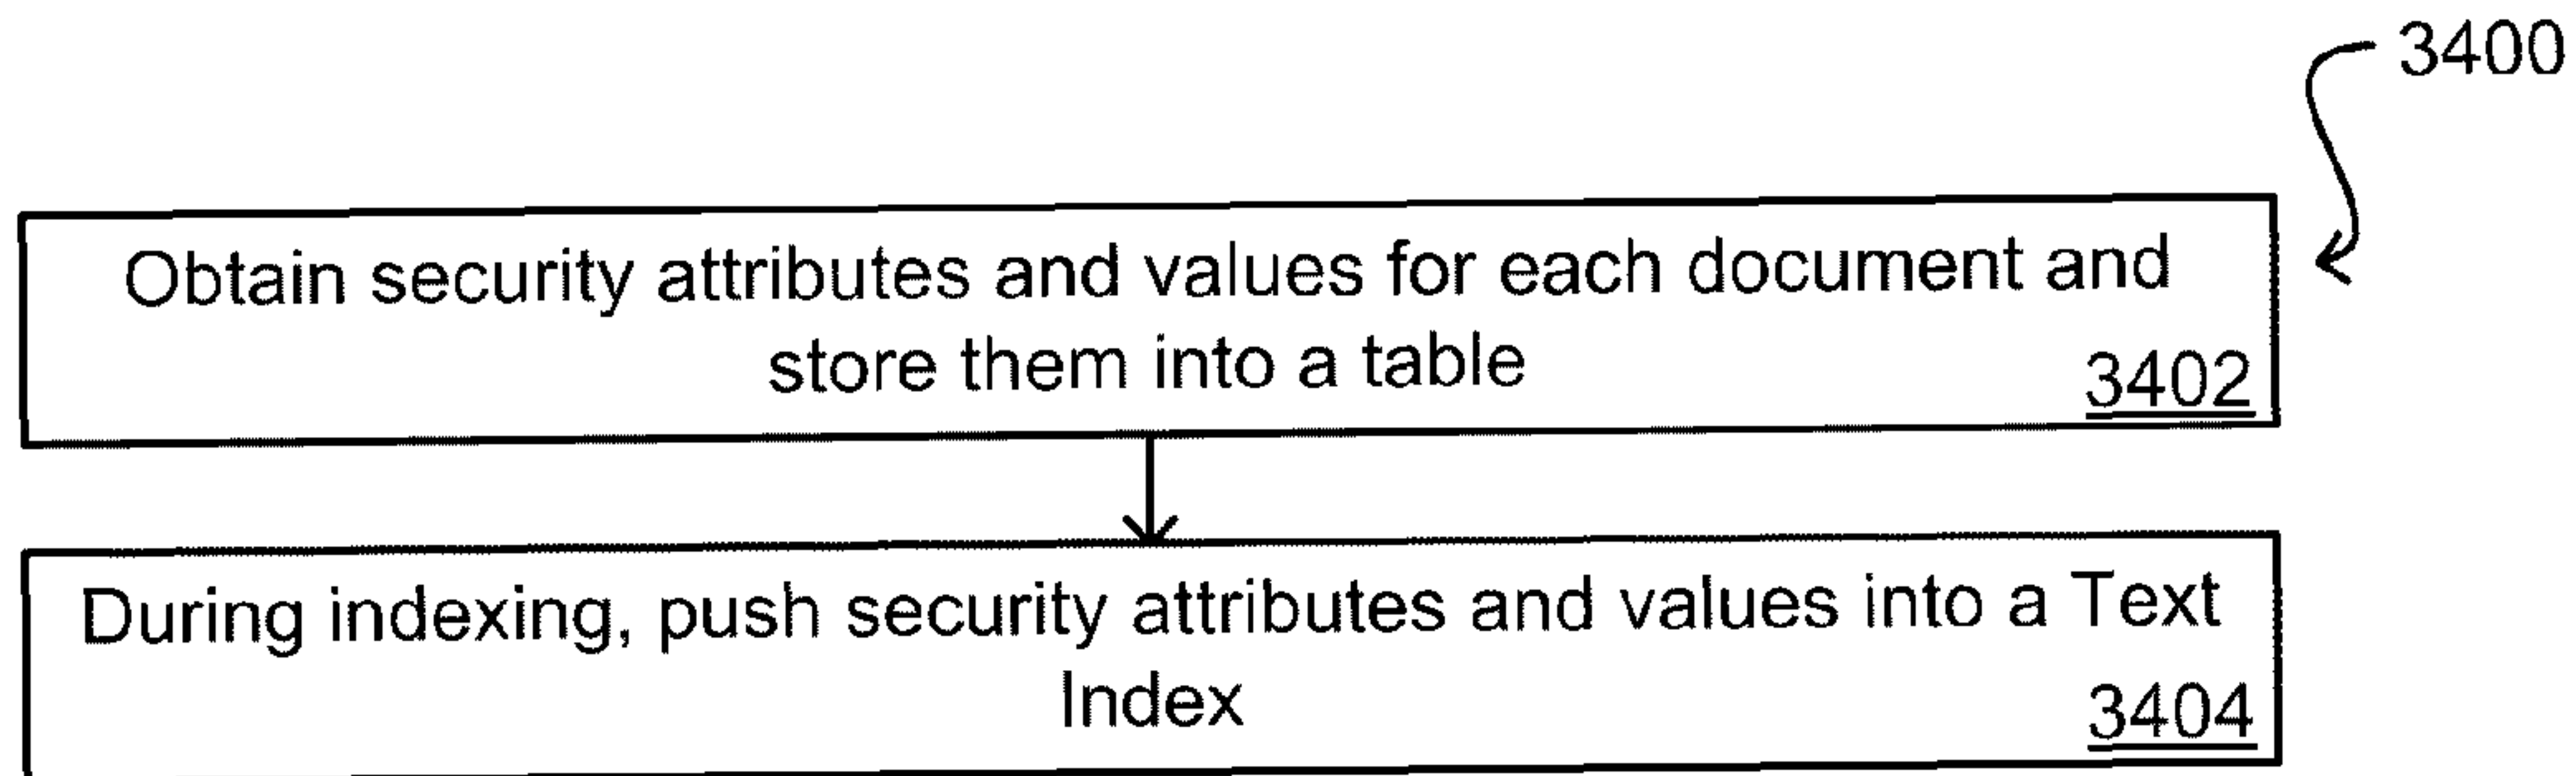 3400
Obtain security attributes and values for each document and
store them into a table
3402
During indexing, push security attributes and values into a Text
Index
3404